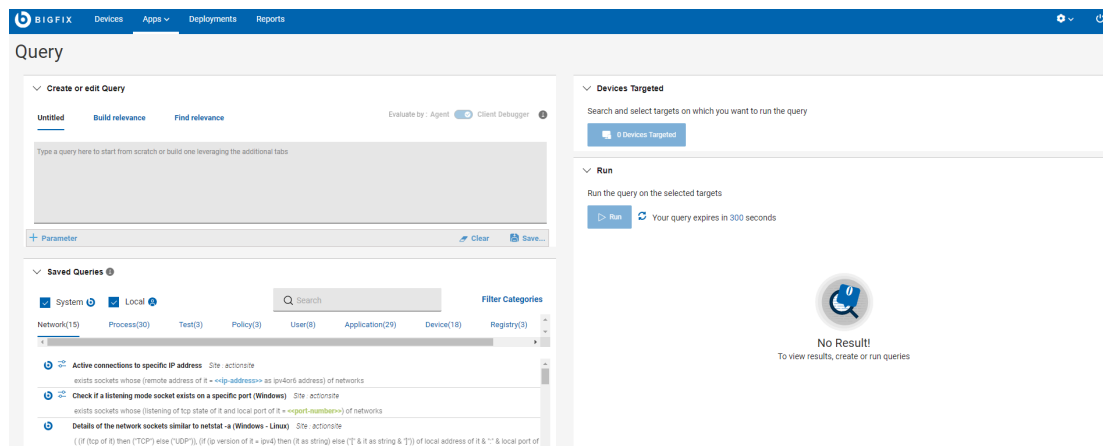 BIGFIX Devices Apps Deployments Reports
Query
Create or edit Query
Untitled Build relevance Find relevance Evaluate by : Agent Client Debugger
Type a query here to start from scratch or build one leveraging the additional tabs
+ Parameter Clear Save...
Saved Queries
System Local Search Filter Categories
Network(15) Process(30) Test(3) Policy(3) User(8) Application(29) Device(18) Registry(3)
Active connections to specific IP address Site : actionsite
exists sockets whose (remote address of it = <<ip-address>> as ipv4or6 address) of networks
Check if a listening mode socket exists on a specific port (Windows) Site : actionsite
exists sockets whose (listening of tcp state of it and local port of it = <<port-number>>) of networks
Details of the network sockets similar to netstat -a (Windows - Linux) Site : actionsite
( (if (tcp of it) then ("TCP") else ("UDP")), (if (ip version of it = ipv4) then (it as string) else ("[" & it as string & "]")) of local address of it & ":" & local port of
Devices Targeted
Search and select targets on which you want to run the query
0 Devices Targeted
Run
Run the query on the selected targets
Run Your query expires in 300 seconds
No Result!
To view results, create or run queries